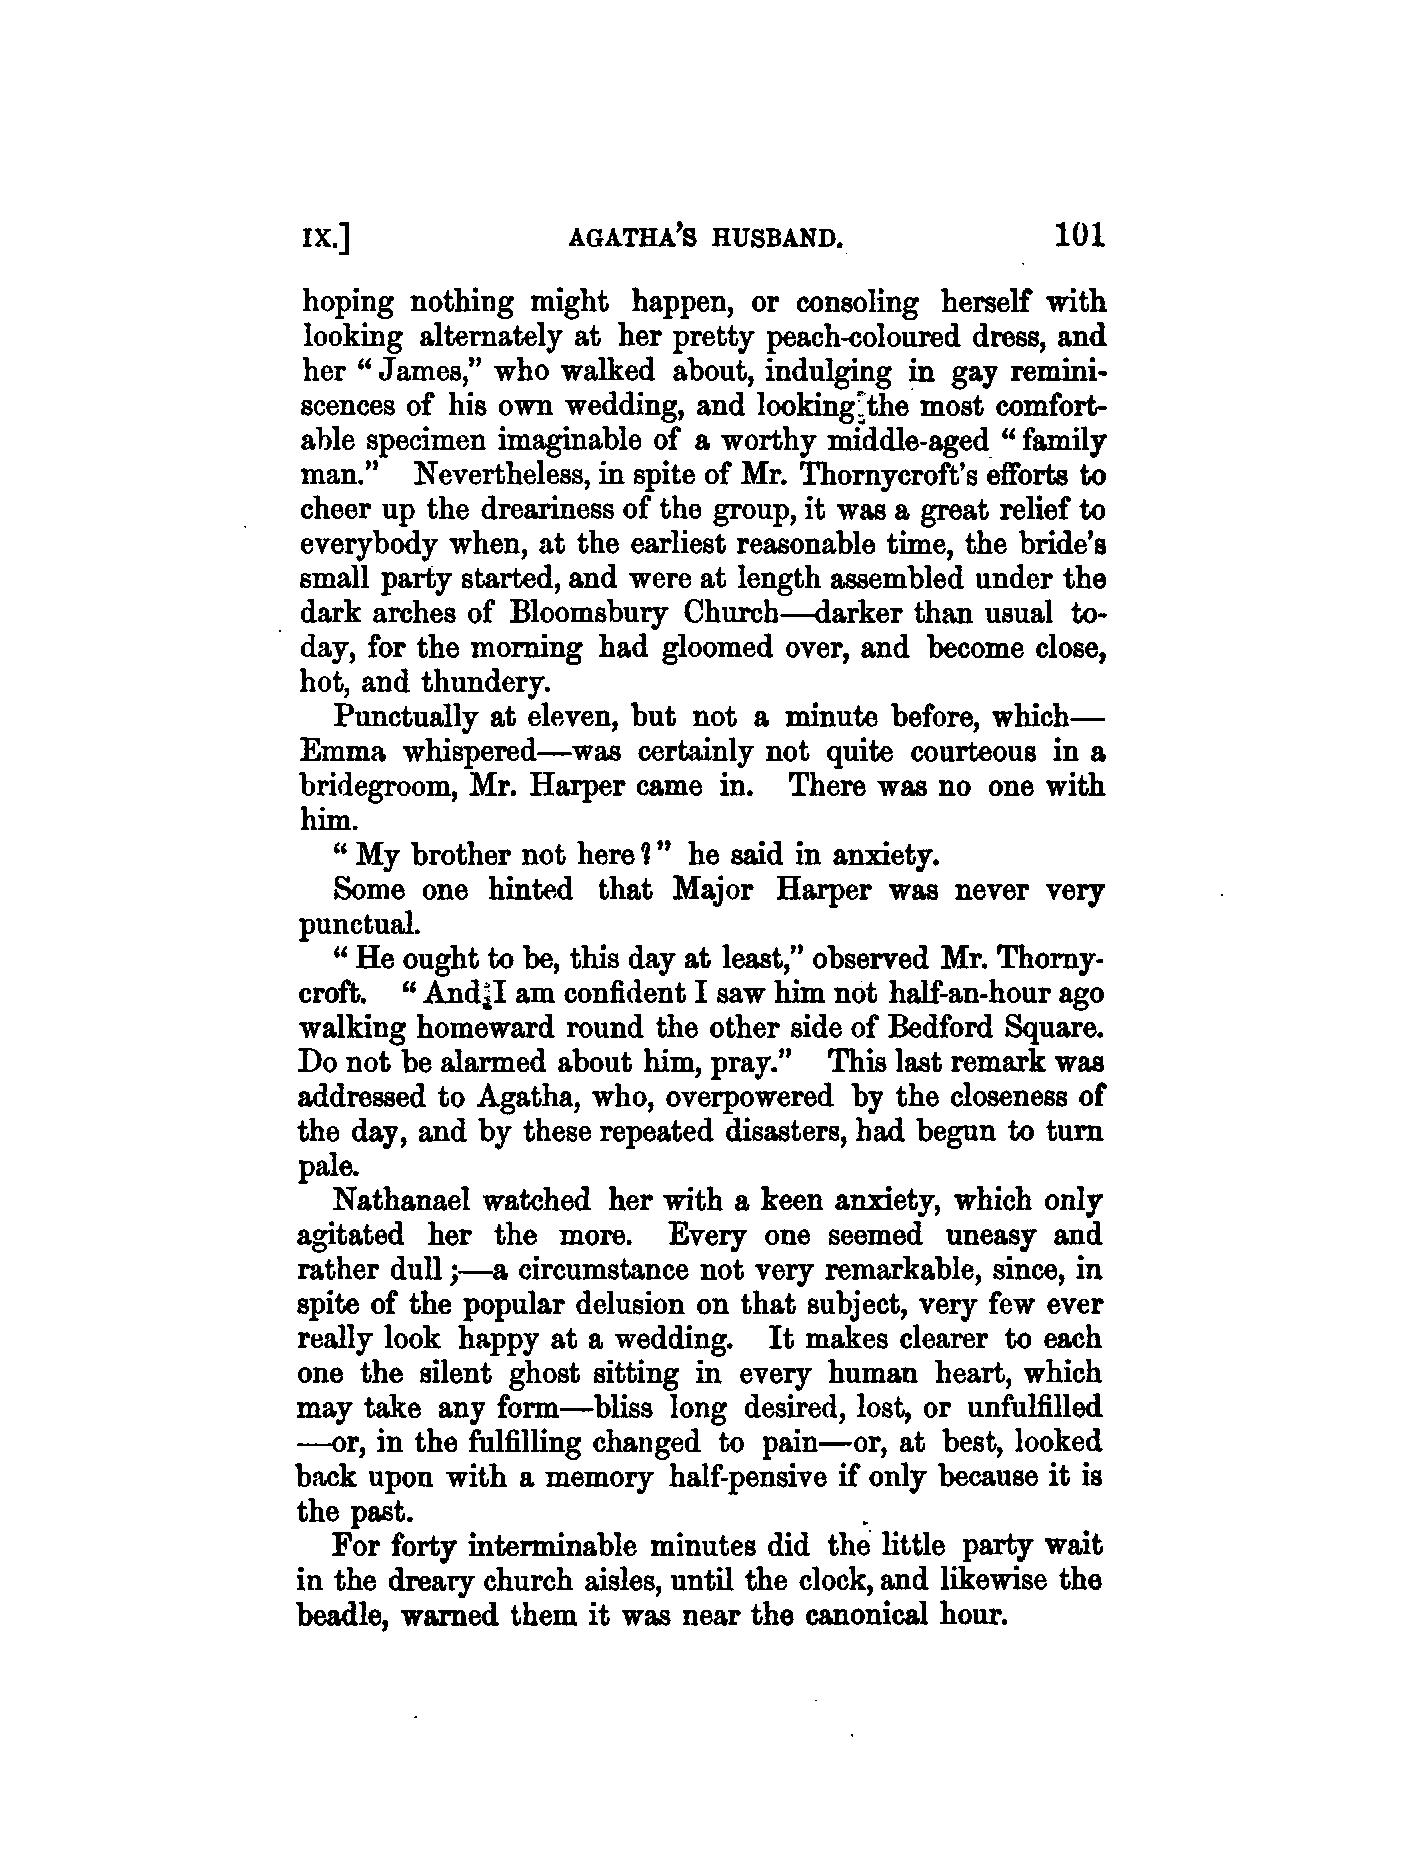 IX.] AGATHA'S HUSBAND. 101
hoping nothing might happen, or consoling herself with
looking alternately at her pretty peach-coloured dress, and
her “James,” who walked about, indulging in gay remini-
scences of his own wedding, and looking the most comfort-
able specimen imaginable of a worthy middle-aged “family
man.” Nevertheless, in spite of Mr. Thornycroft's efforts to
cheer up the dreariness of the group, it was a great relief to
everybody when, at the earliest reasonable time, the bride's
small party started, and were at length assembled under the
dark arches of Bloomsbury Church—darker than usual to-
day, for the morning had gloomed over, and become close,
hot, and thundery.
Punctually at eleven, but not a minute before, which—
Emma whispered—was certainly not quite courteous in a
bridegroom, Mr. Harper came in. There was no one with
him.
“My brother not here?” he said in anxiety.
Some one hinted that Major Harper was never very
punctual.
“He ought to be, this day at least,” observed Mr. Thorny-
croft. “And I am confident I saw him not half-an-hour ago
walking homeward round the other side of Bedford Square.
Do not be alarmed about him, pray.” This last remark was
addressed to Agatha, who, overpowered by the closeness of
the day, and by these repeated disasters, had begun to turn
pale.
Nathanael watched her with a keen anxiety, which only
agitated her the more. Every one seemed uneasy and
rather dull;—a circumstance not very remarkable, since, in
spite of the popular delusion on that subject, very few ever
really look happy at a wedding. It makes clearer to each
one the silent ghost sitting in every human heart, which
may take any form—bliss long desired, lost, or unfulfilled
—or, in the fulfilling changed to pain—or, at best, looked
back upon with a memory half-pensive if only because it is
the past.
For forty interminable minutes did the little party wait
in the dreary church aisles, until the clock, and likewise the
beadle, warned them it was near the canonical hour.